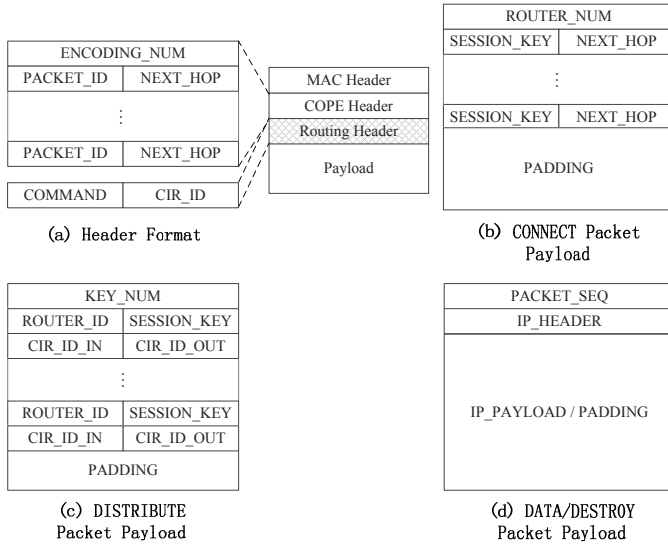 ENCODING_NUM
PACKET_ID NEXT_HOP
⋮
PACKET_ID NEXT_HOP
COMMAND CIR_ID
MAC Header
COPE Header
Routing Header
Payload
(a) Header Format
ROUTER_NUM
SESSION_KEY NEXT_HOP
⋮
SESSION_KEY NEXT_HOP
PADDING
(b) CONNECT Packet
Payload
KEY_NUM
ROUTER_ID SESSION_KEY
CIR_ID_IN CIR_ID_OUT
⋮
ROUTER_ID SESSION_KEY
CIR_ID_IN CIR_ID_OUT
PADDING
(c) DISTRIBUTE
Packet Payload
PACKET_SEQ
IP_HEADER
IP_PAYLOAD / PADDING
(d) DATA/DESTROY
Packet Payload